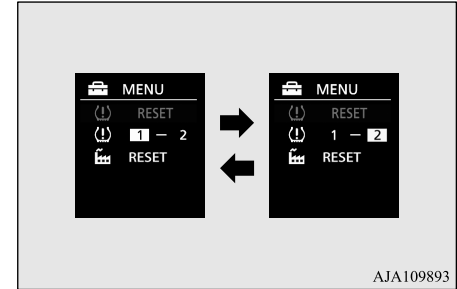 MENU
RESET
1 – 2
RESET
MENU
RESET
1 – 2
RESET
AJA109893